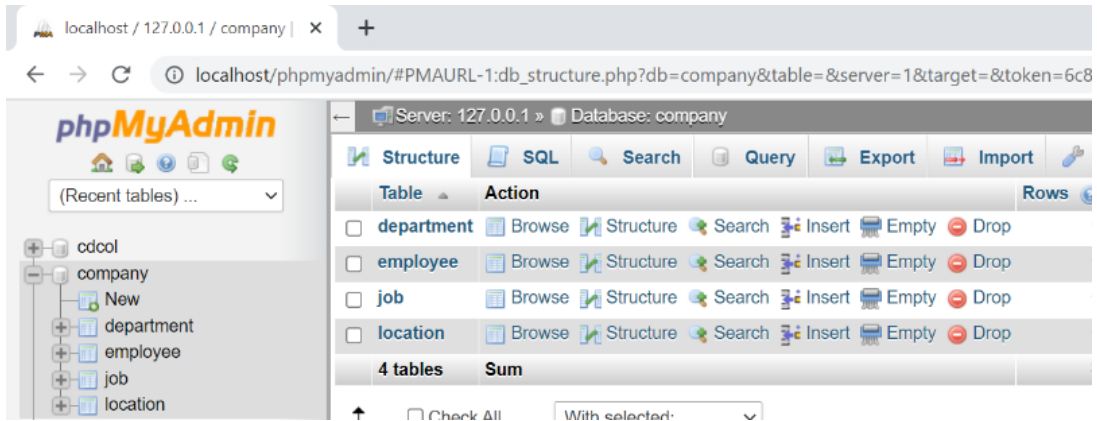 localhost / 127.0.0.1 / company |
localhost/phpmyadmin/#PMAURL-1:db_structure.php?db=company&table=&server=1&target=&token=6c8
phpMyAdmin
(Recent tables) ...
cdcol
company
New
department
employee
job
location
Server: 127.0.0.1 » Database: company
Structure SQL Search Query Export Import
Table Action Rows
department Browse Structure Search Insert Empty Drop
employee Browse Structure Search Insert Empty Drop
job Browse Structure Search Insert Empty Drop
location Browse Structure Search Insert Empty Drop
4 tables Sum
Check All With selected: